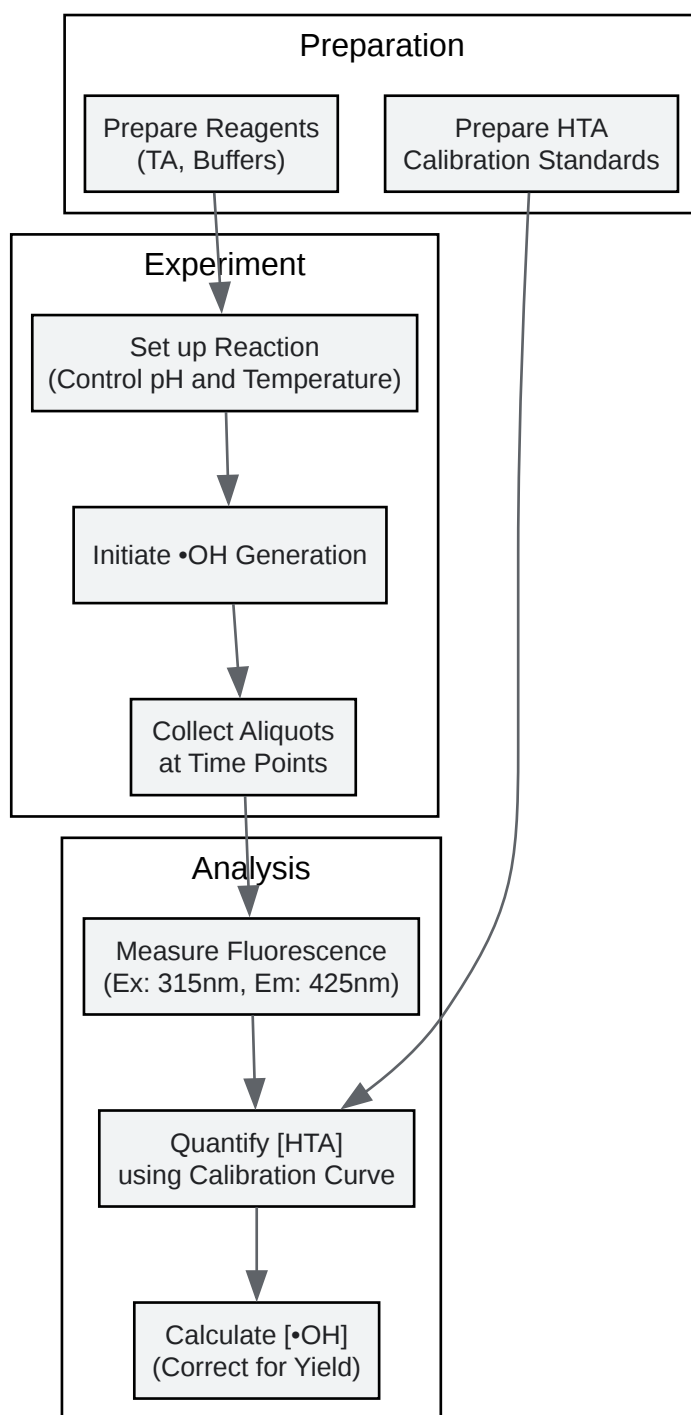 Preparation
Prepare Reagents
(TA, Buffers)
Prepare HTA
Calibration Standards
Experiment
Set up Reaction
(Control pH and Temperature)
Initiate •OH Generation
Collect Aliquots
at Time Points
Analysis
Measure Fluorescence
(Ex: 315nm, Em: 425nm)
Quantify [HTA]
using Calibration Curve
Calculate [•OH]
(Correct for Yield)